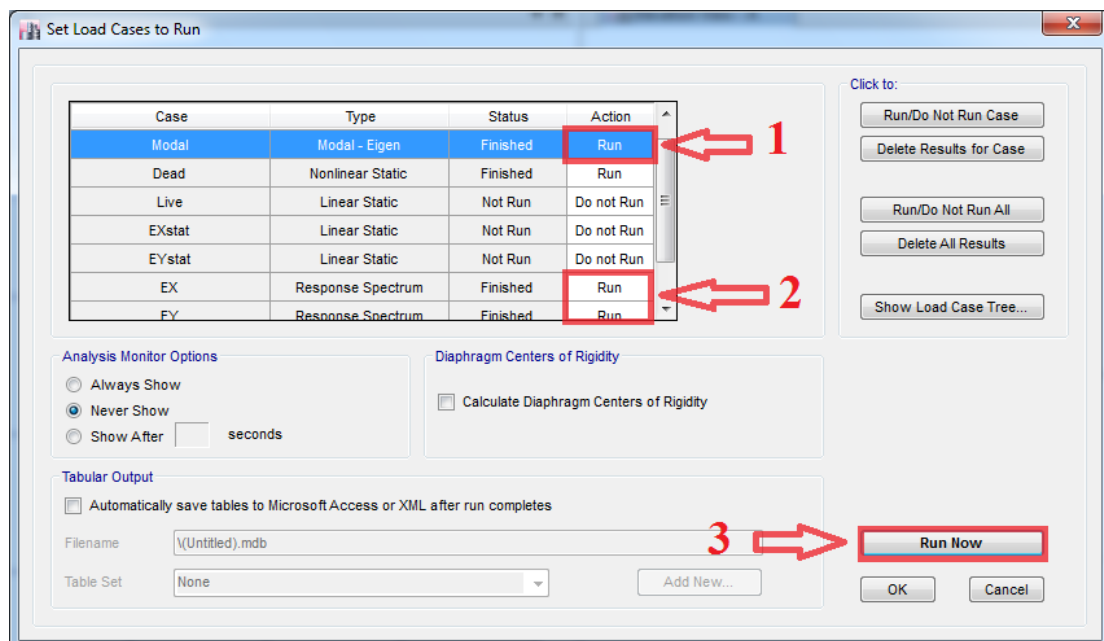 Set Load Cases to Run
Click to:
Case Type Status Action
Modal Modal - Eigen Finished Run
Dead Nonlinear Static Finished Run
Live Linear Static Not Run Do not Run
EXstat Linear Static Not Run Do not Run
EYstat Linear Static Not Run Do not Run
EX Response Spectrum Finished Run
EY Response Spectrum Finished Run
1
2
Run/Do Not Run Case
Delete Results for Case
Run/Do Not Run All
Delete All Results
Show Load Case Tree...
Analysis Monitor Options
Always Show
Never Show
Show After seconds
Diaphragm Centers of Rigidity
Calculate Diaphragm Centers of Rigidity
Tabular Output
Automatically save tables to Microsoft Access or XML after run completes
Filename \(Untitled).mdb
Table Set None Add New...
3
Run Now
OK Cancel